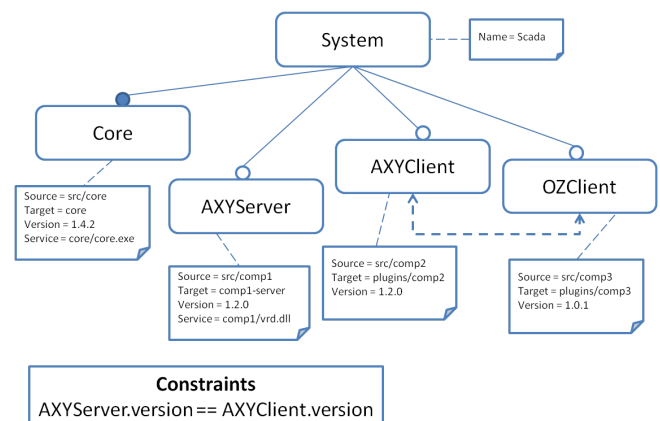 System
Name = Scada
Core
AXYServer
AXYClient
OZClient
Source = src/core
Target = core
Version = 1.4.2
Service = core/core.exe
Source = src/comp1
Target = comp1-server
Version = 1.2.0
Service = comp1/vrd.dll
Source = src/comp2
Target = plugins/comp2
Version = 1.2.0
Source = src/comp3
Target = plugins/comp3
Version = 1.0.1
Constraints
AXYServer.version == AXYClient.version